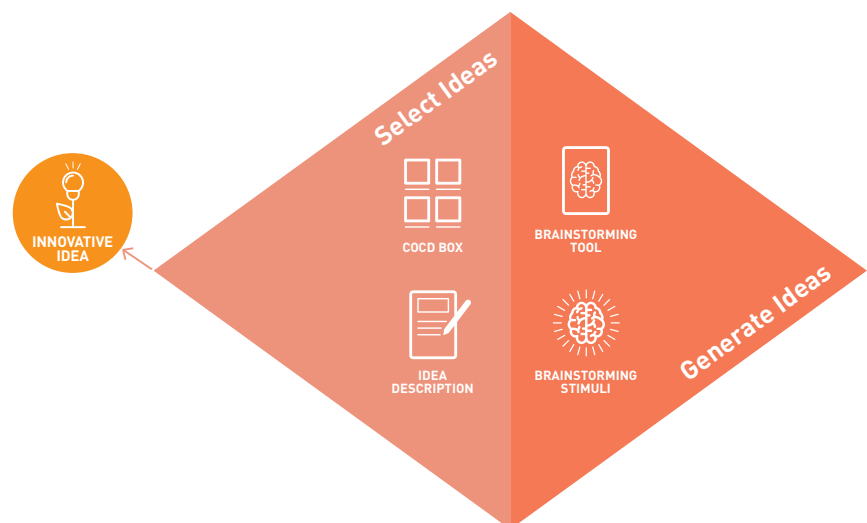 Select Ideas
INNOVATIVE
IDEA
COCD BOX
BRAINSTORMING
TOOL
Generate Ideas
IDEA
DESCRIPTION
BRAINSTORMING
STIMULI